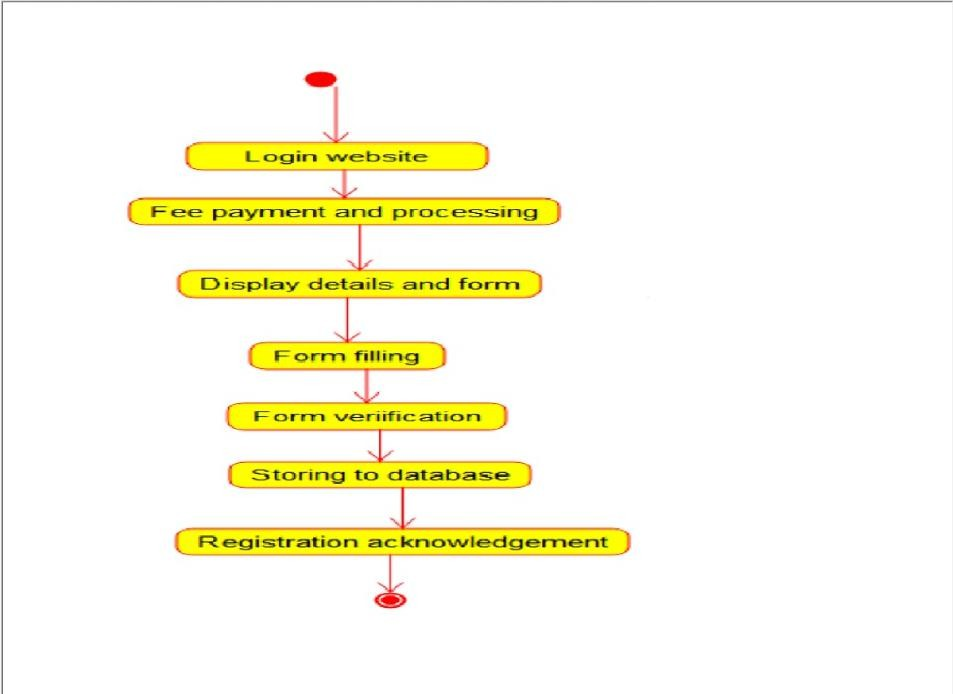 Login website
Fee payment and processing
Display details and form
Form filling
Form veriification
Storing to database
Registration acknowledgement